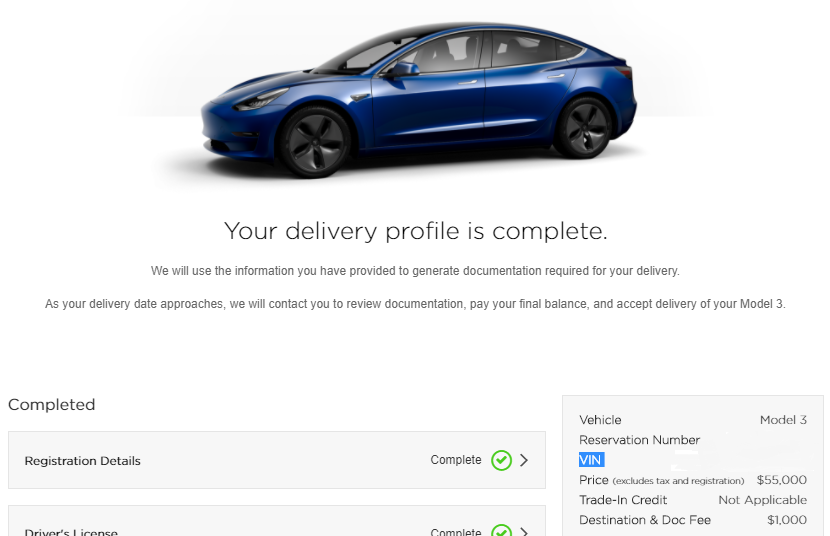 Your delivery profile is complete.
We will use the information you have provided to generate documentation required for your delivery.
As your delivery date approaches, we will contact you to review documentation, pay your final balance, and accept delivery of your Model 3.
Completed
Registration Details Complete
Driver's License Complete
Vehicle Model 3
Reservation Number
VIN
Price (excludes tax and registration) $55,000
Trade-In Credit Not Applicable
Destination & Doc Fee $1,000